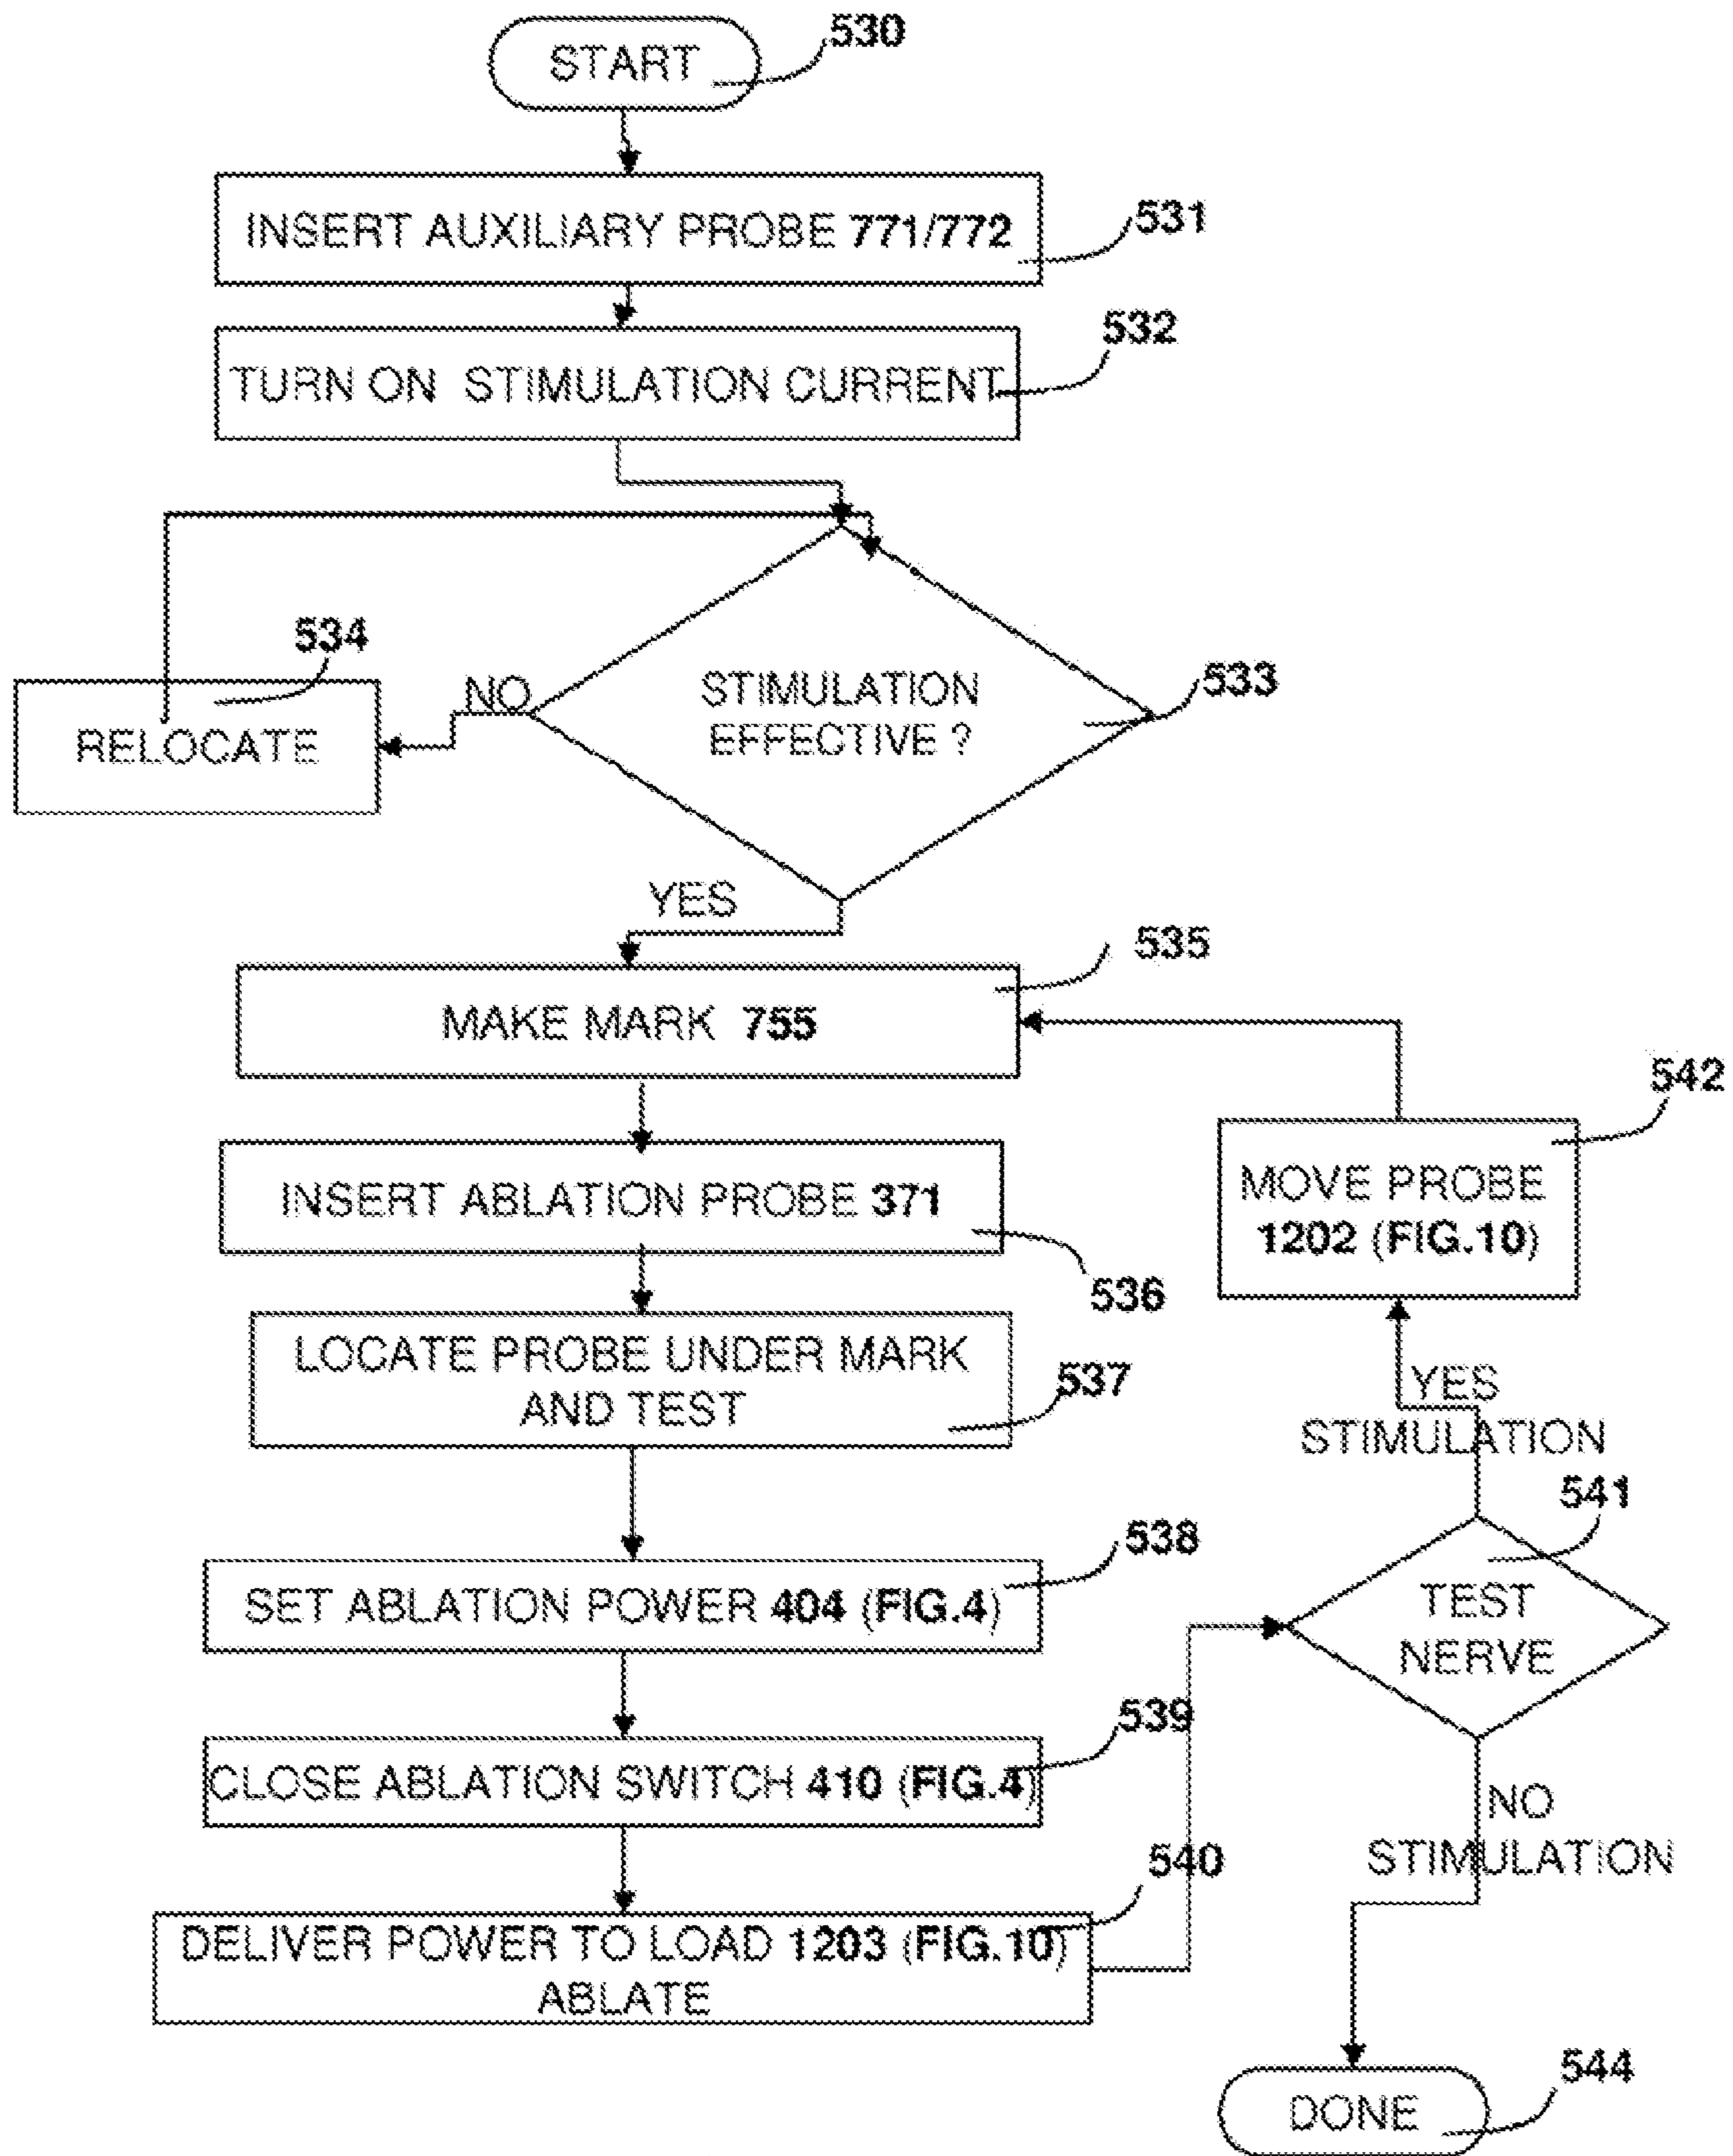 START
530
INSERT AUXILIARY PROBE 771/772
531
TURN ON STIMULATION CURRENT
532
STIMULATION
EFFECTIVE ?
533
NO
534
RELOCATE
YES
MAKE MARK 755
535
INSERT ABLATION PROBE 371
536
LOCATE PROBE UNDER MARK
AND TEST
537
SET ABLATION POWER 404 (FIG.4)
538
CLOSE ABLATION SWITCH 410 (FIG.4)
539
DELIVER POWER TO LOAD 1203 (FIG.10)
ABLATE
540
TEST
NERVE
541
YES
STIMULATION
MOVE PROBE
1202 (FIG.10)
542
NO
STIMULATION
DONE
544